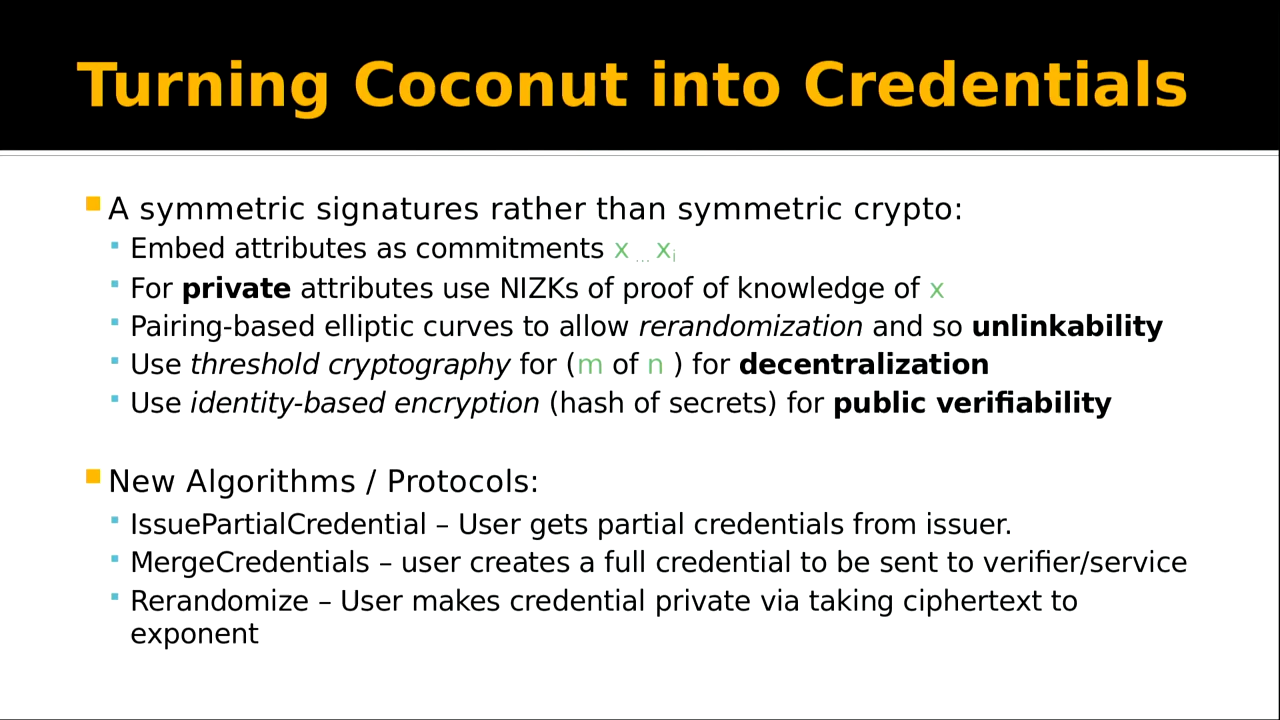 Turning Coconut into Credentials
A symmetric signatures rather than symmetric crypto:
Embed attributes as commitments x ... xi
For private attributes use NIZKs of proof of knowledge of x
Pairing-based elliptic curves to allow rerandomization and so unlinkability
Use threshold cryptography for (m of n ) for decentralization
Use identity-based encryption (hash of secrets) for public verifiability
New Algorithms / Protocols:
IssuePartialCredential – User gets partial credentials from issuer.
MergeCredentials – user creates a full credential to be sent to verifier/service
Rerandomize – User makes credential private via taking ciphertext to
exponent